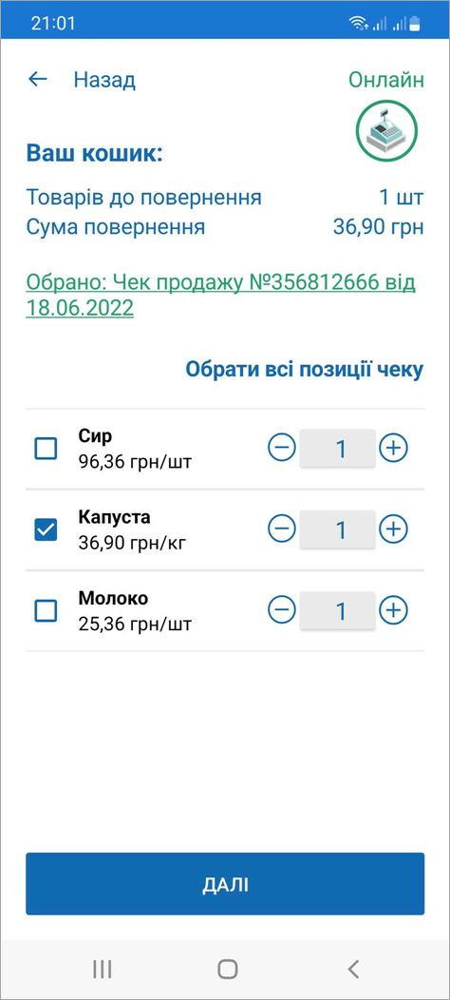 21:01
Назад
Онлайн
Ваш кошик:
Товарів до повернення 1 шт
Сума повернення 36,90 грн
Обрано: Чек продажу №356812666 від
18.06.2022
Обрати всі позиції чеку
Сир
96,36 грн/шт
1
Капуста
36,90 грн/кг
1
Молоко
25,36 грн/шт
1
ДАЛІ